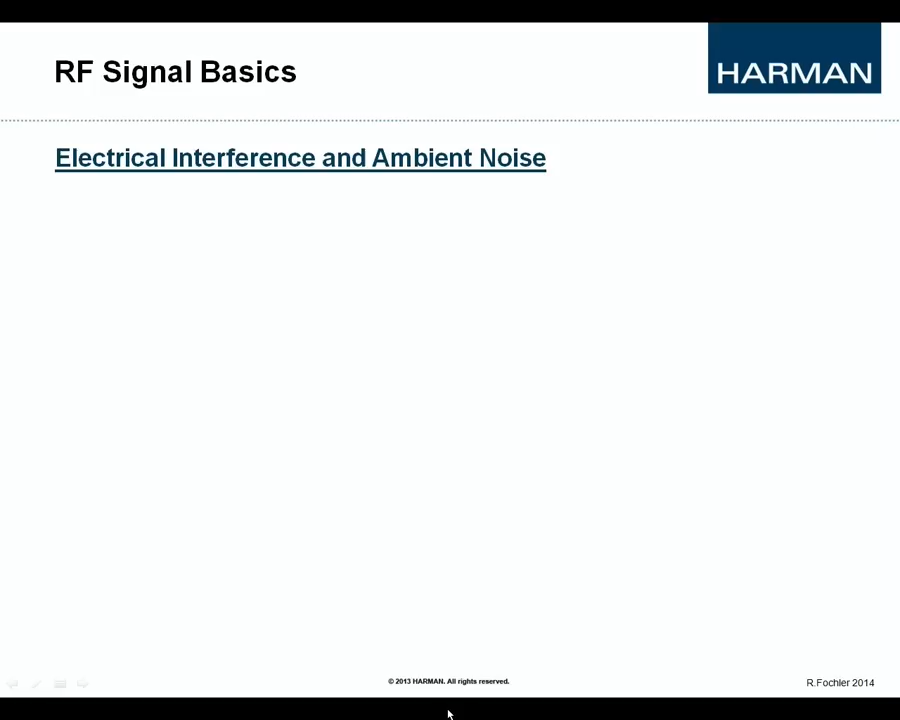 RF Signal Basics
HARMAN
Electrical Interference and Ambient Noise
© 2013 HARMAN. All rights reserved.
R.Fochler 2014